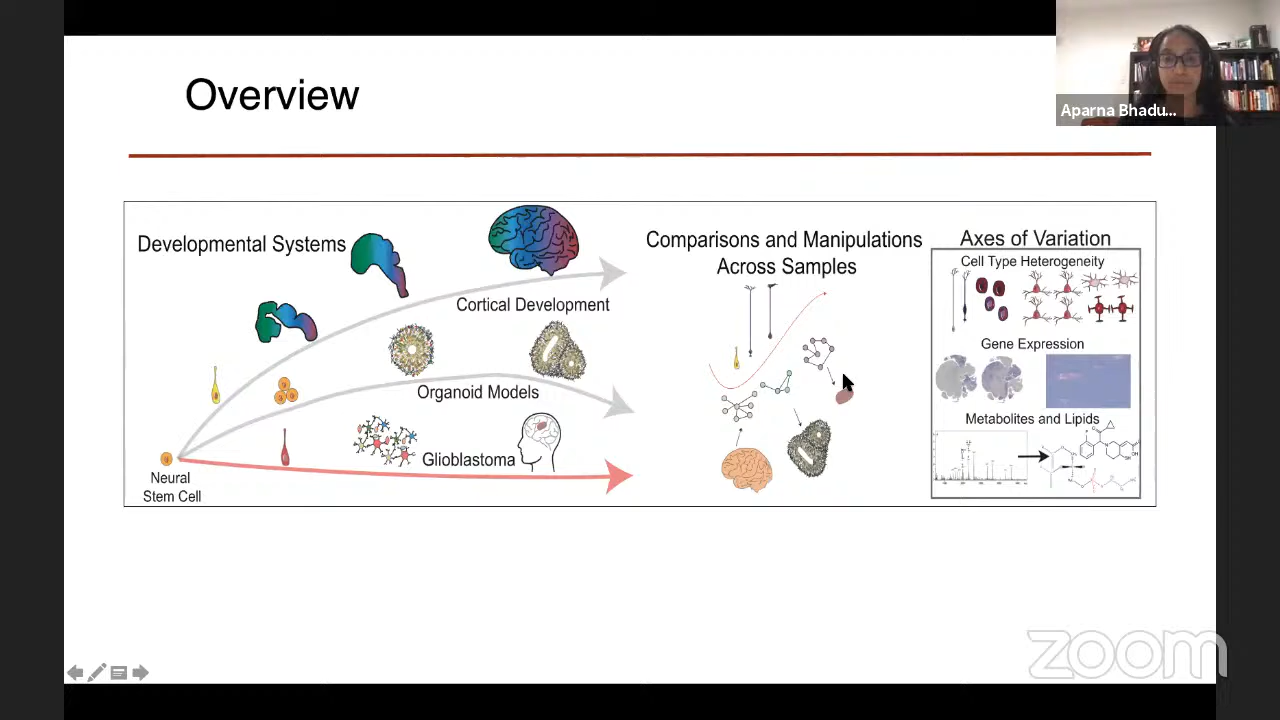 Overview
Aparna Bhadu...
Developmental Systems
Cortical Development
Organoid Models
Glioblastoma
Neural
Stem Cell
Comparisons and Manipulations
Across Samples
Axes of Variation
Cell Type Heterogeneity
Gene Expression
Metabolites and Lipids
zoom